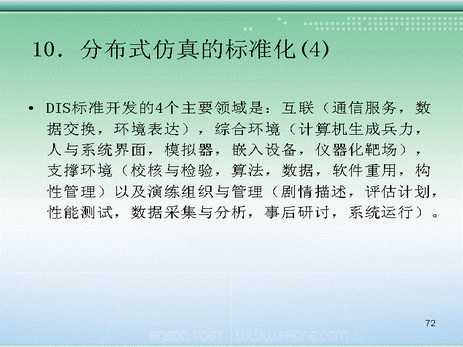 10. 分布式仿真的标准化(4)
• DIS标准开发的4个主要领域是: 互联(通信服务, 数
据交换, 环境表达), 综合环境(计算机生成兵力,
人与系统界面, 模拟器, 嵌入设备, 仪器化靶场),
支撑环境(校核与检验, 算法, 数据, 软件重用, 构
性管理)以及演练组织与管理(剧情描述, 评估计划,
性能测试, 数据采集与分析, 事后研讨, 系统运行)。
72